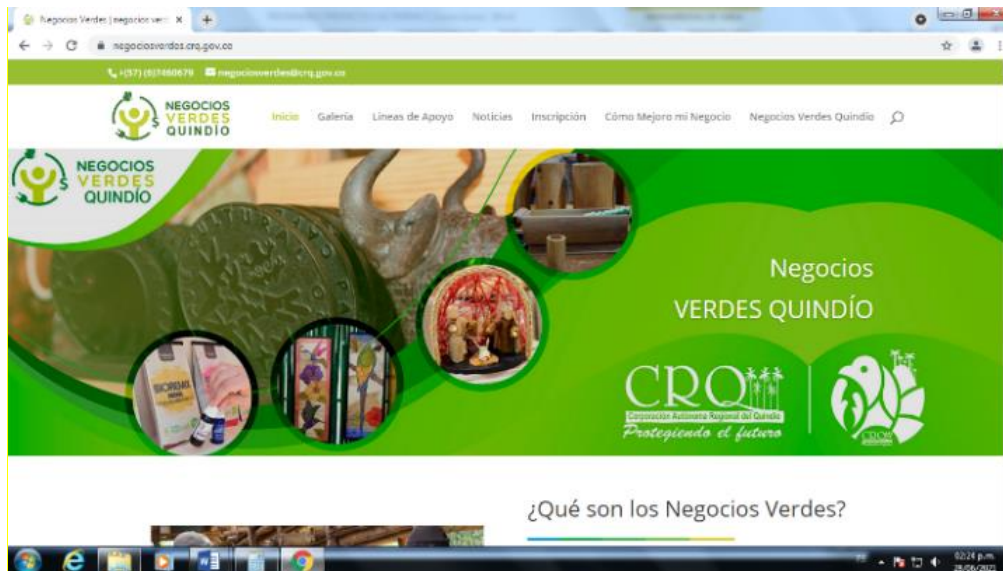 Negocios Verdes | negocios ver
negociosverdes.crq.gov.co
+(57) (6)7460679 negociosverdes@crq.gov.co
NEGOCIOS
VERDES
QUINDÍO
Inicio Galería Líneas de Apoyo Noticias Inscripción Cómo Mejoro mi Negocio Negocios Verdes Quindío
NEGOCIOS
VERDES
QUINDÍO
Negocios
VERDES QUINDÍO
CRQ
Corporación Autónoma Regional del Quindío
Protegiendo el futuro
¿Qué son los Negocios Verdes?
ES
02:24 p.m.